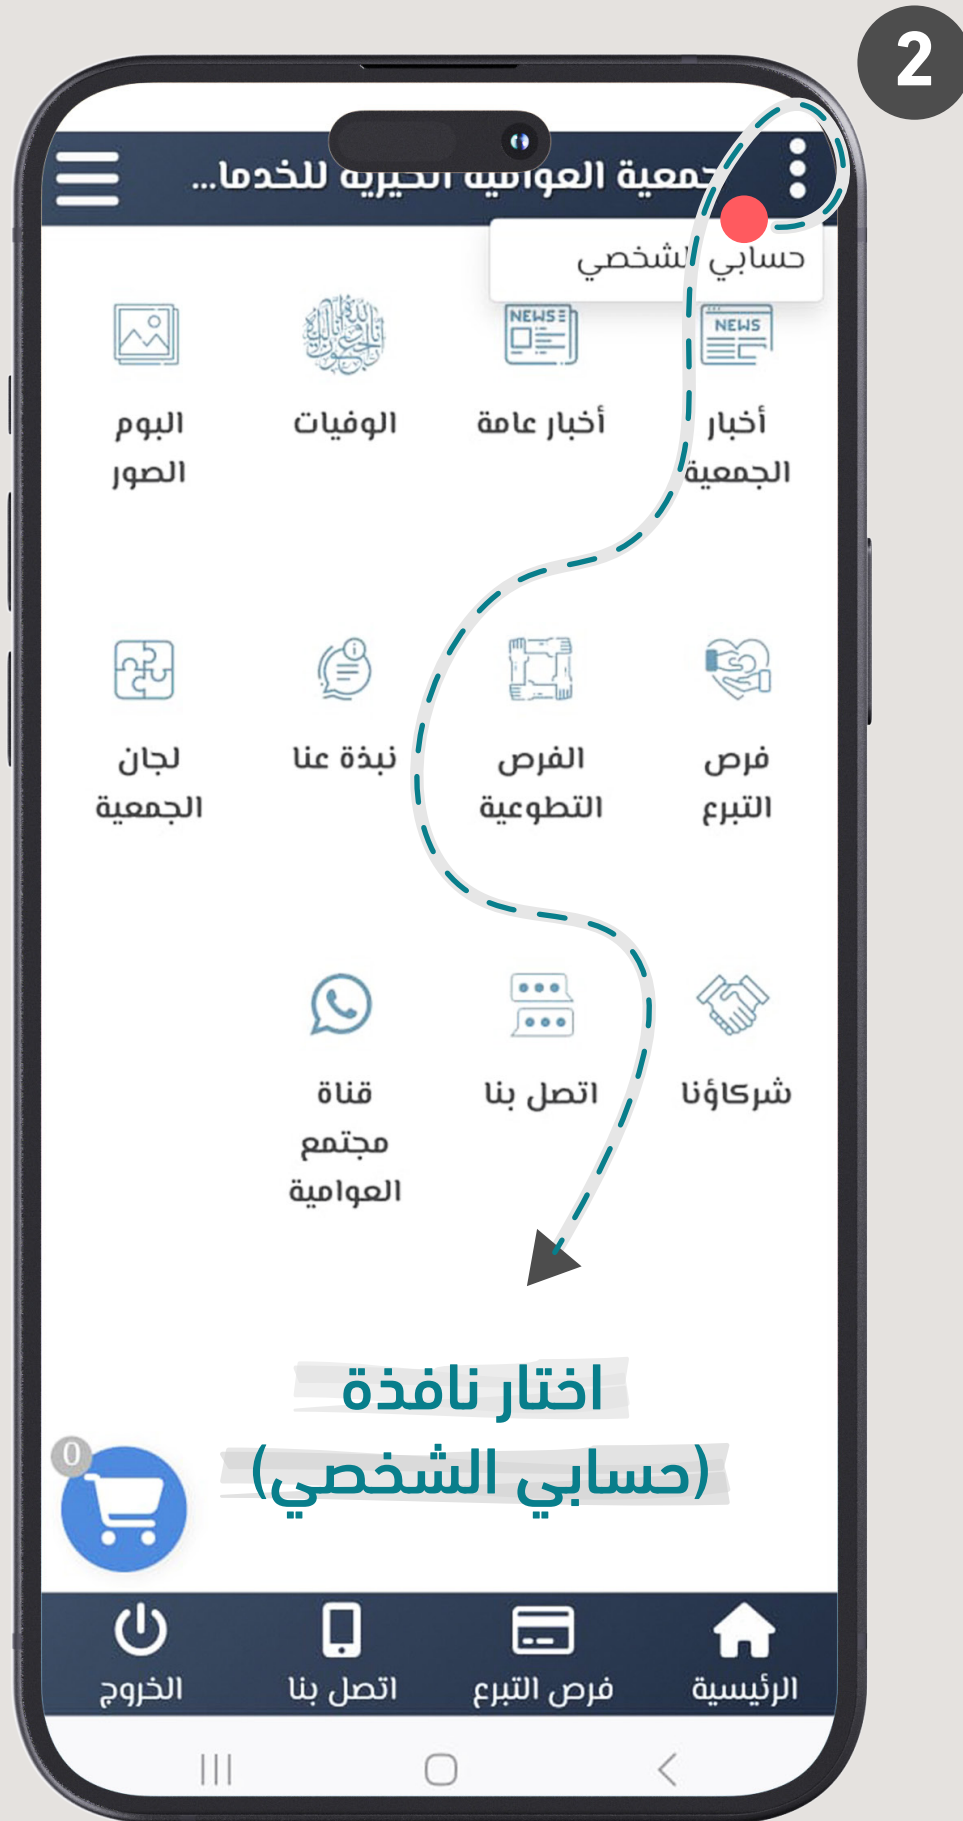 2
جمعية العوامية الخيرية للخدما...
حسابي الشخصي
NEWS
NEWS
أخبار
الجمعية
أخبار عامة
الوفيات
البوم
الصور
فرص
التبرع
الفرص
التطوعية
نبذة عنا
لجان
الجمعية
شركاؤنا
اتصل بنا
قناة
مجتمع
العوامية
اختار نافذة
(حسابي الشخصي)
0
الرئيسية
فرص التبرع
اتصل بنا
الخروج